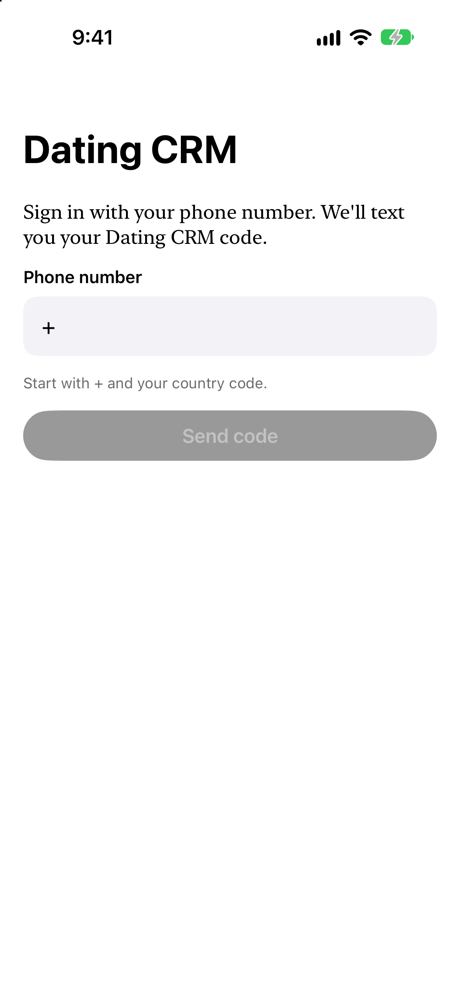 9:41
Dating CRM
Sign in with your phone number. We'll text
you your Dating CRM code.
Phone number
+
Start with + and your country code.
Send code